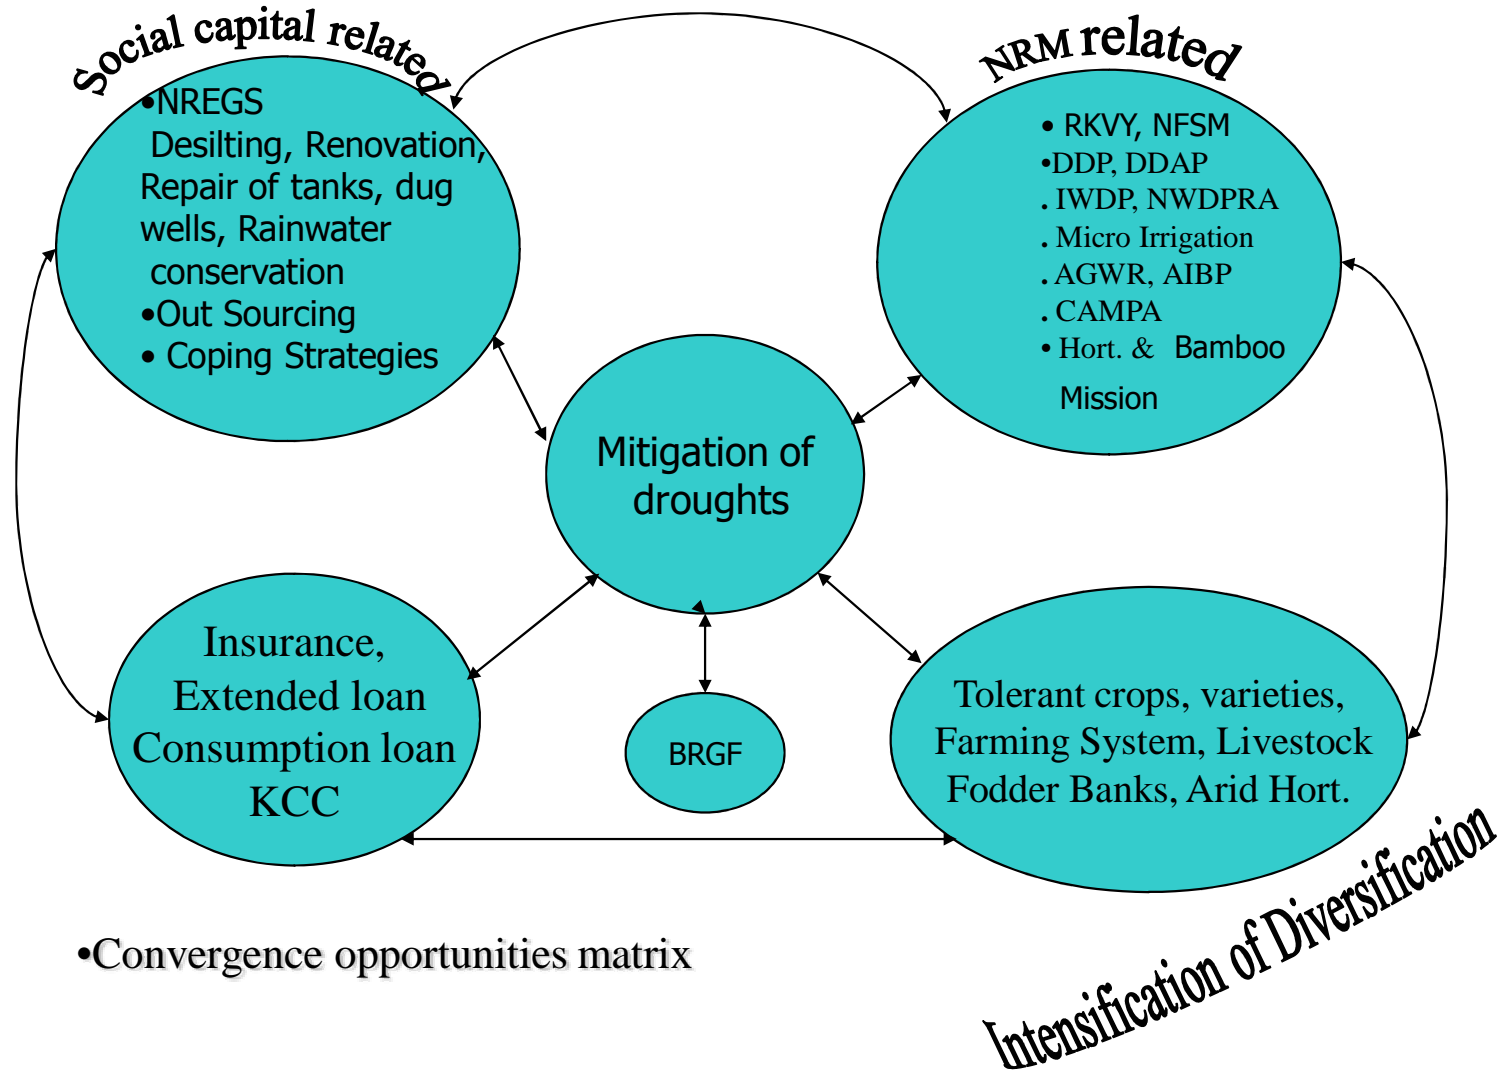 Social capital related
•NREGS
Desilting, Renovation,
Repair of tanks, dug
wells, Rainwater
conservation
•Out Sourcing
• Coping Strategies
NRM related
• RKVY, NFSM
•DDP, DDAP
. IWDP, NWDPRA
. Micro Irrigation
. AGWR, AIBP
. CAMPA
• Hort. & Bamboo
Mission
Mitigation of
droughts
Insurance,
Extended loan
Consumption loan
KCC
BRGF
Tolerant crops, varieties,
Farming System, Livestock
Fodder Banks, Arid Hort.
Intensification of Diversification
•Convergence opportunities matrix